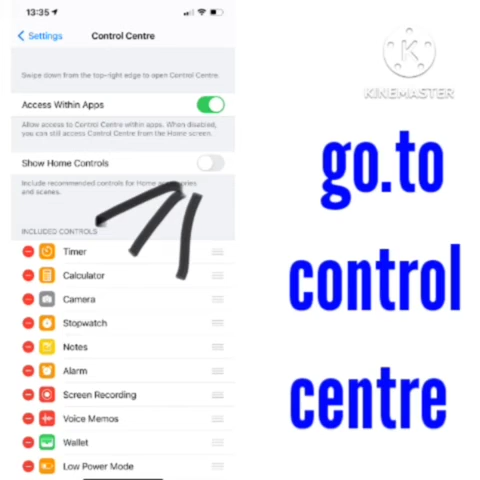 13:35
Settings
Control Centre
Swipe down from the top-right edge to open Control Centre.
Access Within Apps
Allow access to Control Centre within apps. When disabled,
you can still access Control Centre from the Home screen.
Show Home Controls
Include recommended controls for Home accessories
and scenes.
INCLUDED CONTROLS
Timer
Calculator
Camera
Stopwatch
Notes
Alarm
Screen Recording
Voice Memos
Wallet
Low Power Mode
K
KINEMASTER
go.to
control
centre